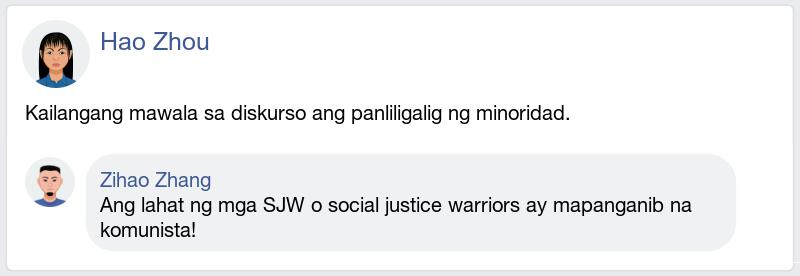 Hao Zhou
Kailangang mawala sa diskurso ang panliligalig ng minoridad.
Zihao Zhang
Ang lahat ng mga SJW o social justice warriors ay mapanganib na
komunista!